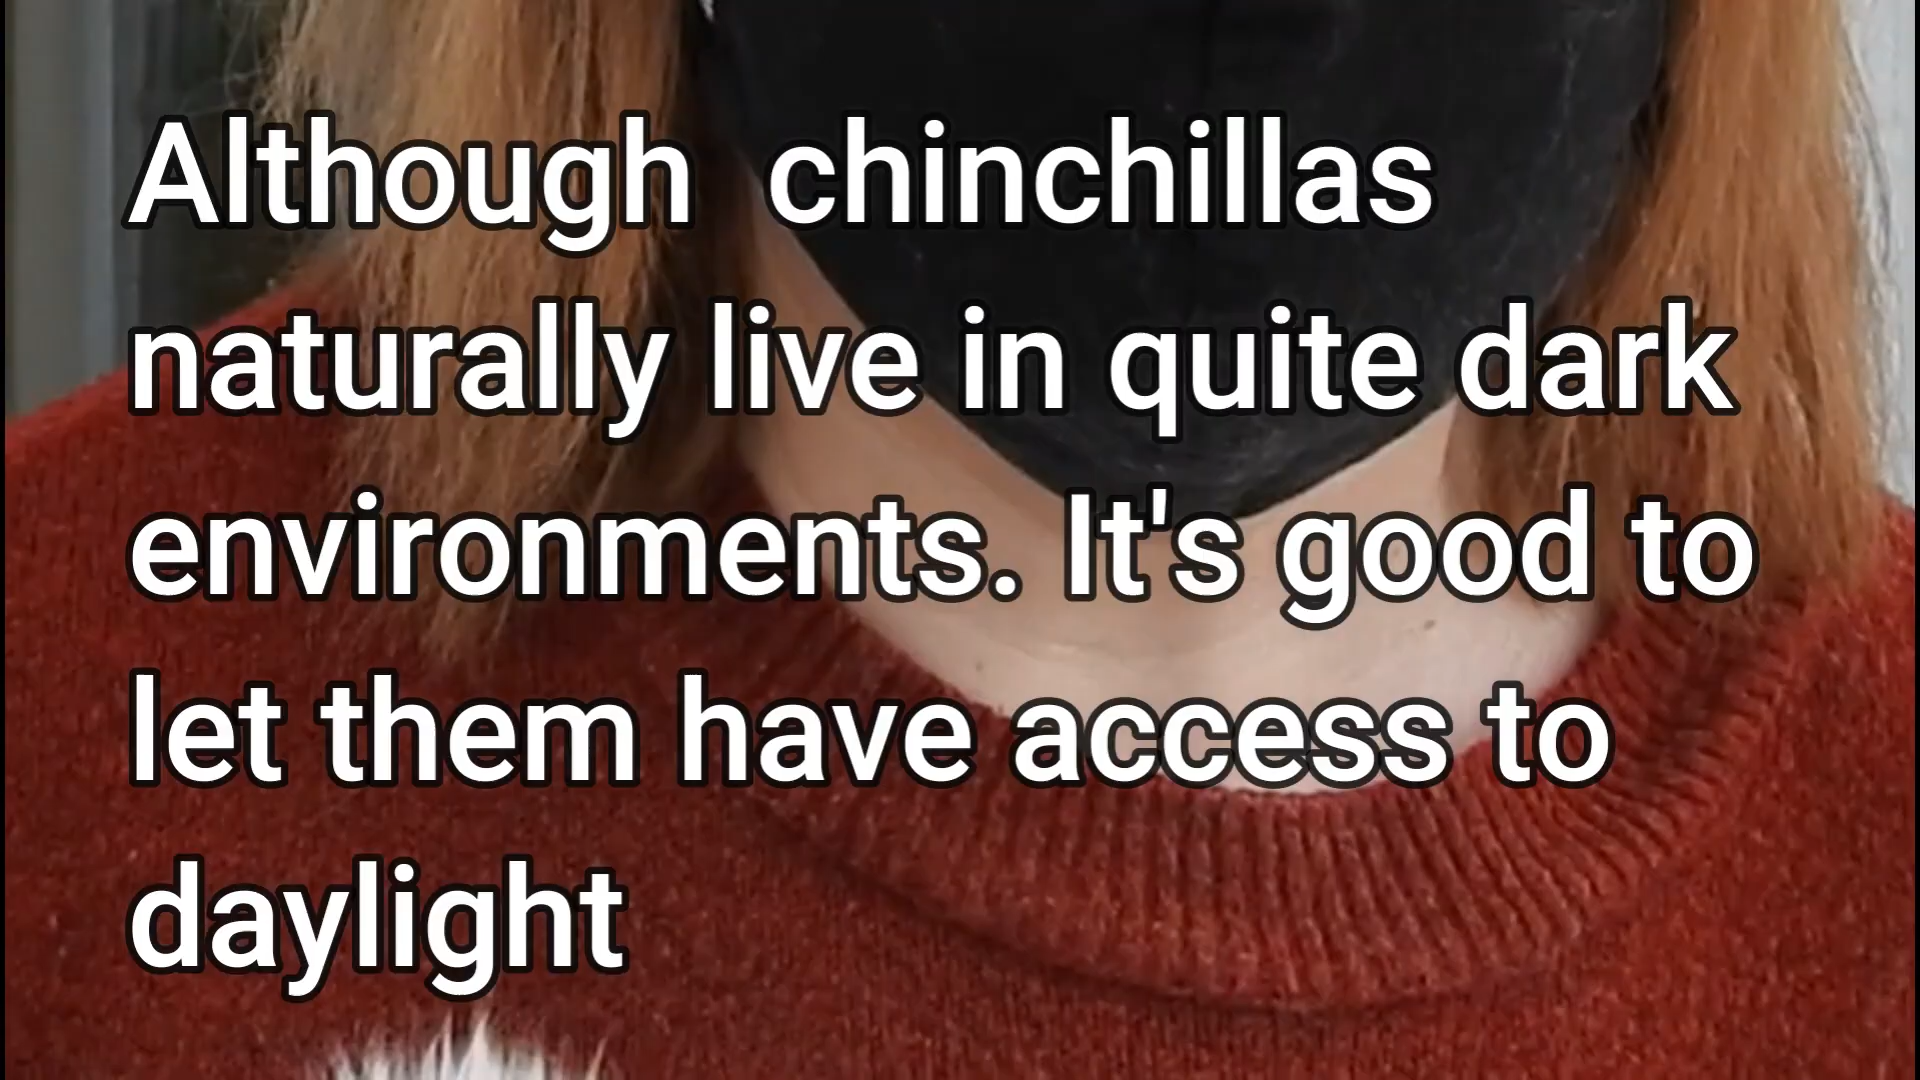 Although  chinchillas
naturally live in quite dark
environments. It's good to
let them have access to
daylight